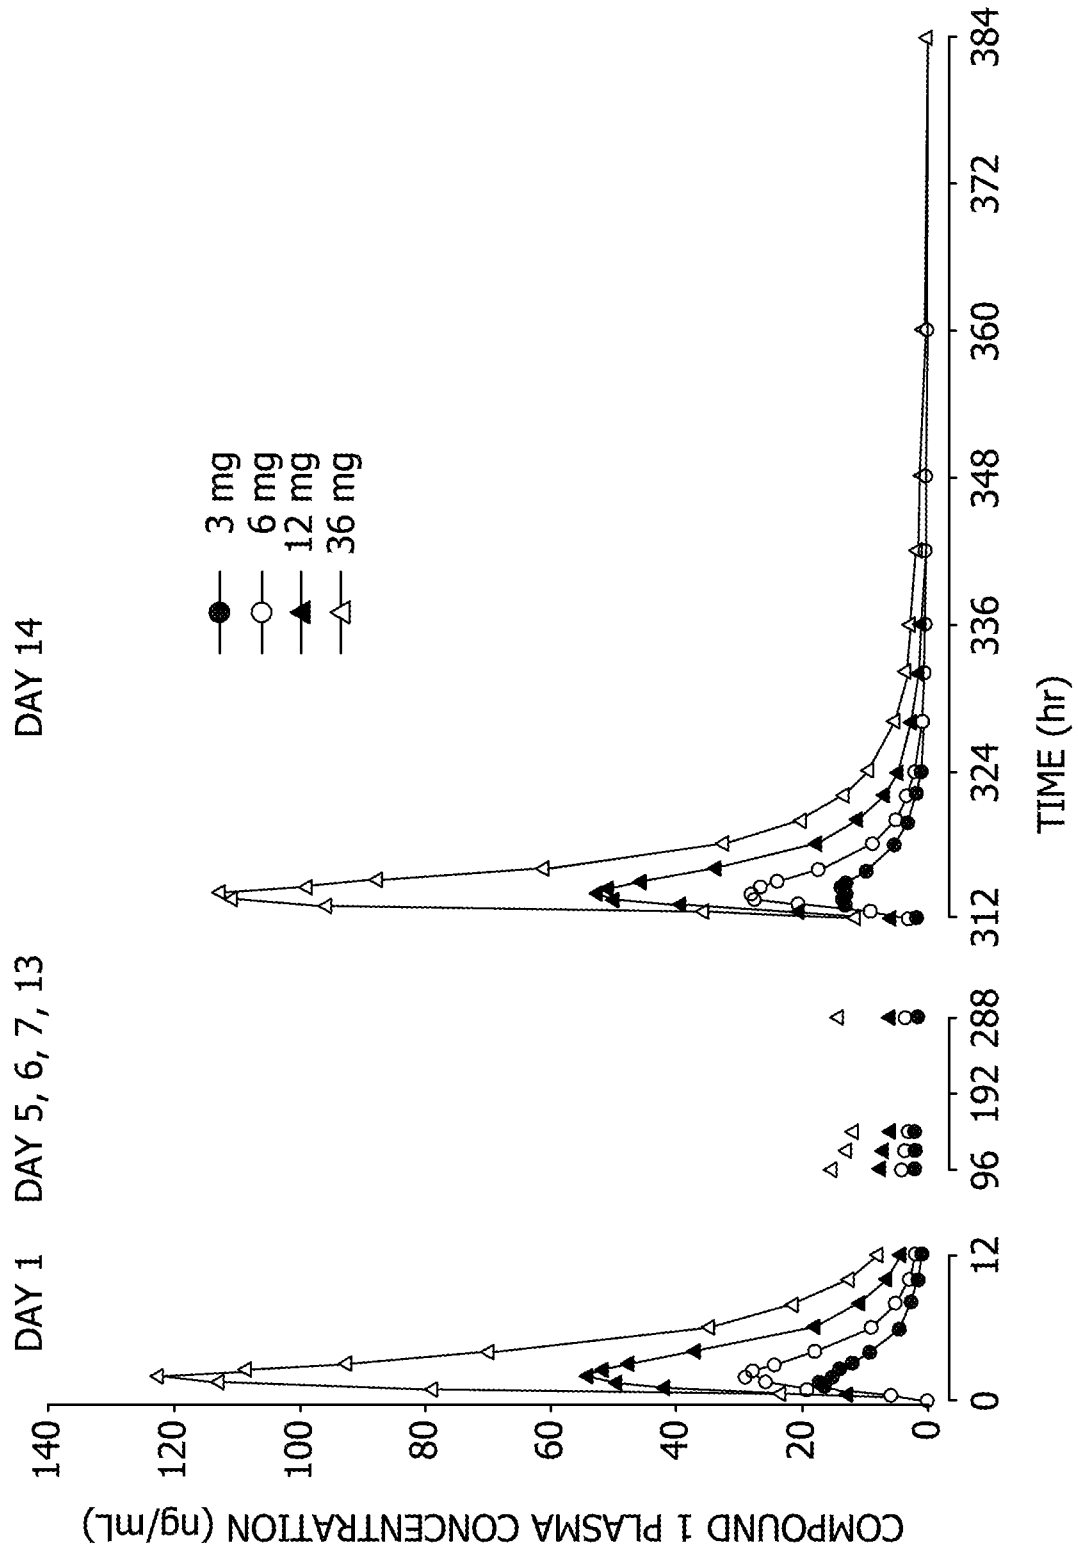 DAY 1
DAY 5, 6, 7, 13
DAY 14
3 mg
6 mg
12 mg
36 mg
COMPOUND 1 PLASMA CONCENTRATION (ng/mL)
140
120
100
80
60
40
20
0
0
12
96
192
288
312
324
336
348
360
372
384
TIME (hr)